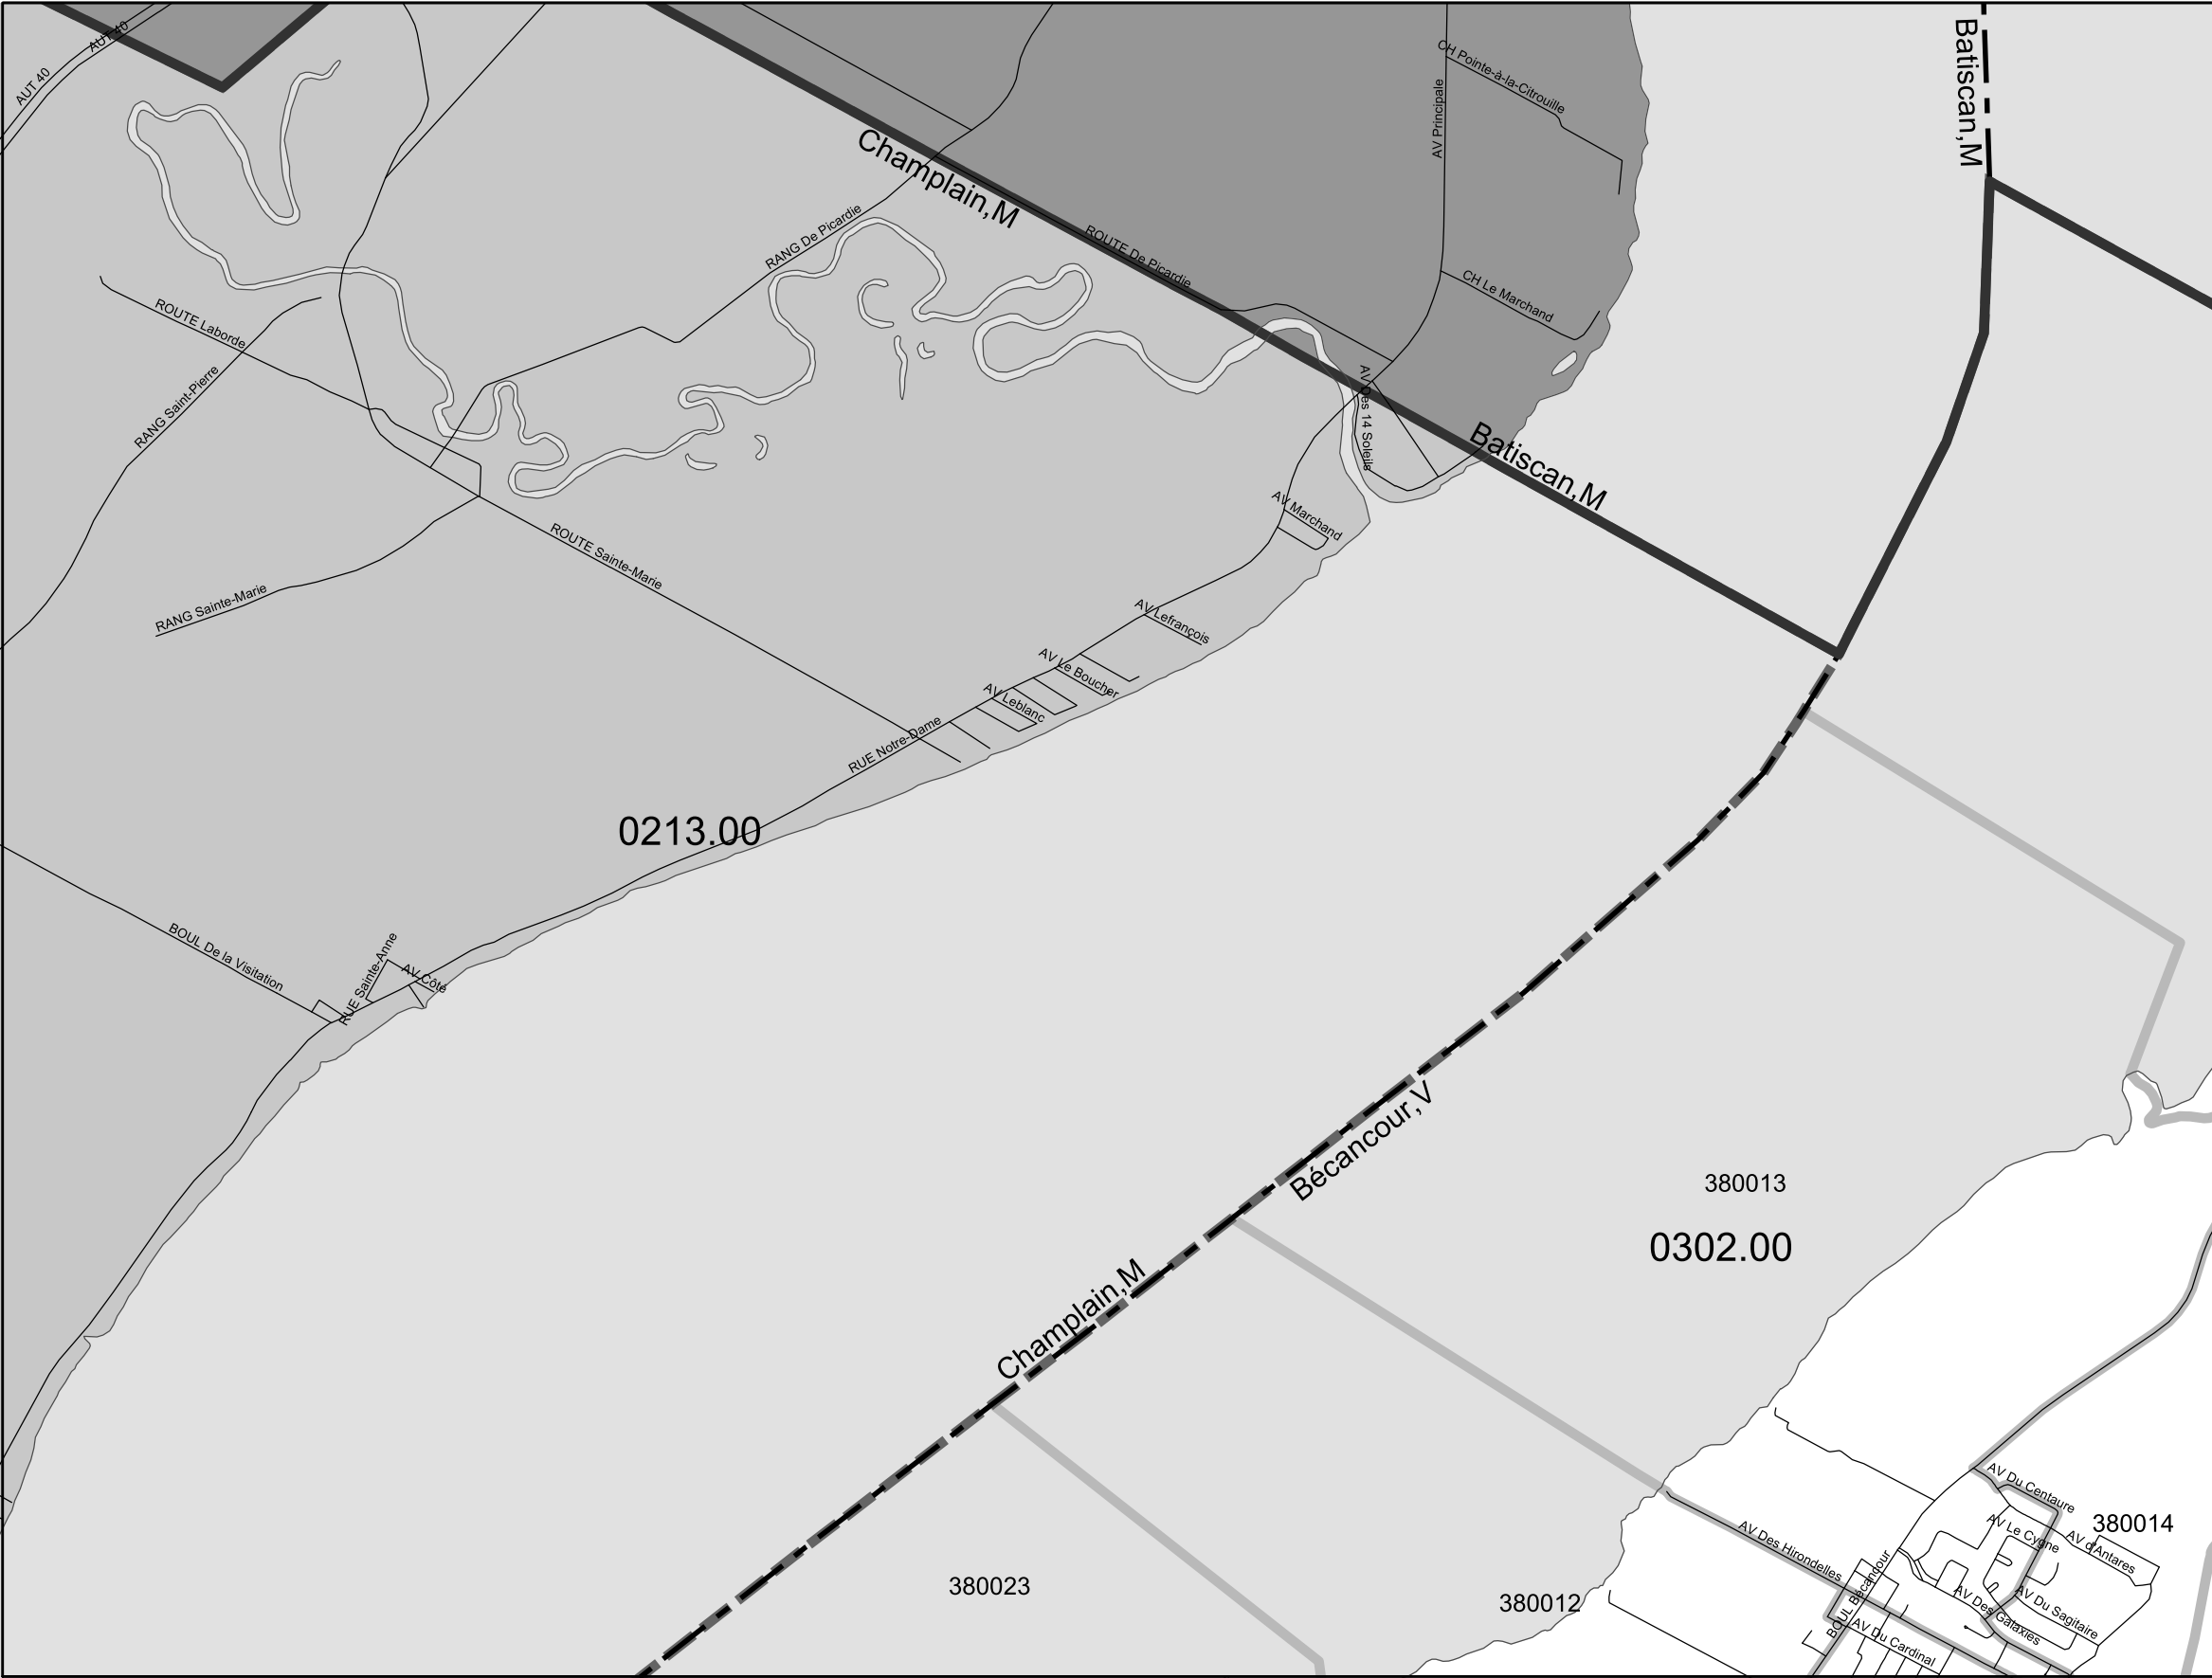 AUT 40
AUT 40
Batiscan,M
CH Pointe-à-la-Citrouille
AV Principale
Champlain,M
RANG De Picardie
ROUTE De Picardie
CH Le Marchand
ROUTE Laborde
RANG Saint-Pierre
AV Des 14 Soleils
Batiscan,M
AV Marchand
ROUTE Sainte-Marie
RANG Sainte-Marie
AV Lefrançois
AV Le Boucher
AV Leblanc
RUE Notre-Dame
0213.00
BOUL De la Visitation
RUE Sainte-Anne
AV Côté
Bécancour,V
380013
0302.00
Champlain,M
AV Du Centaure
380014
AV Le Cygne
AV d'Antares
AV Des Hirondelles
380023
380012
BOUL Bécancour
AV Des Galaxies
AV Du Sagitaire
AV Du Cardinal